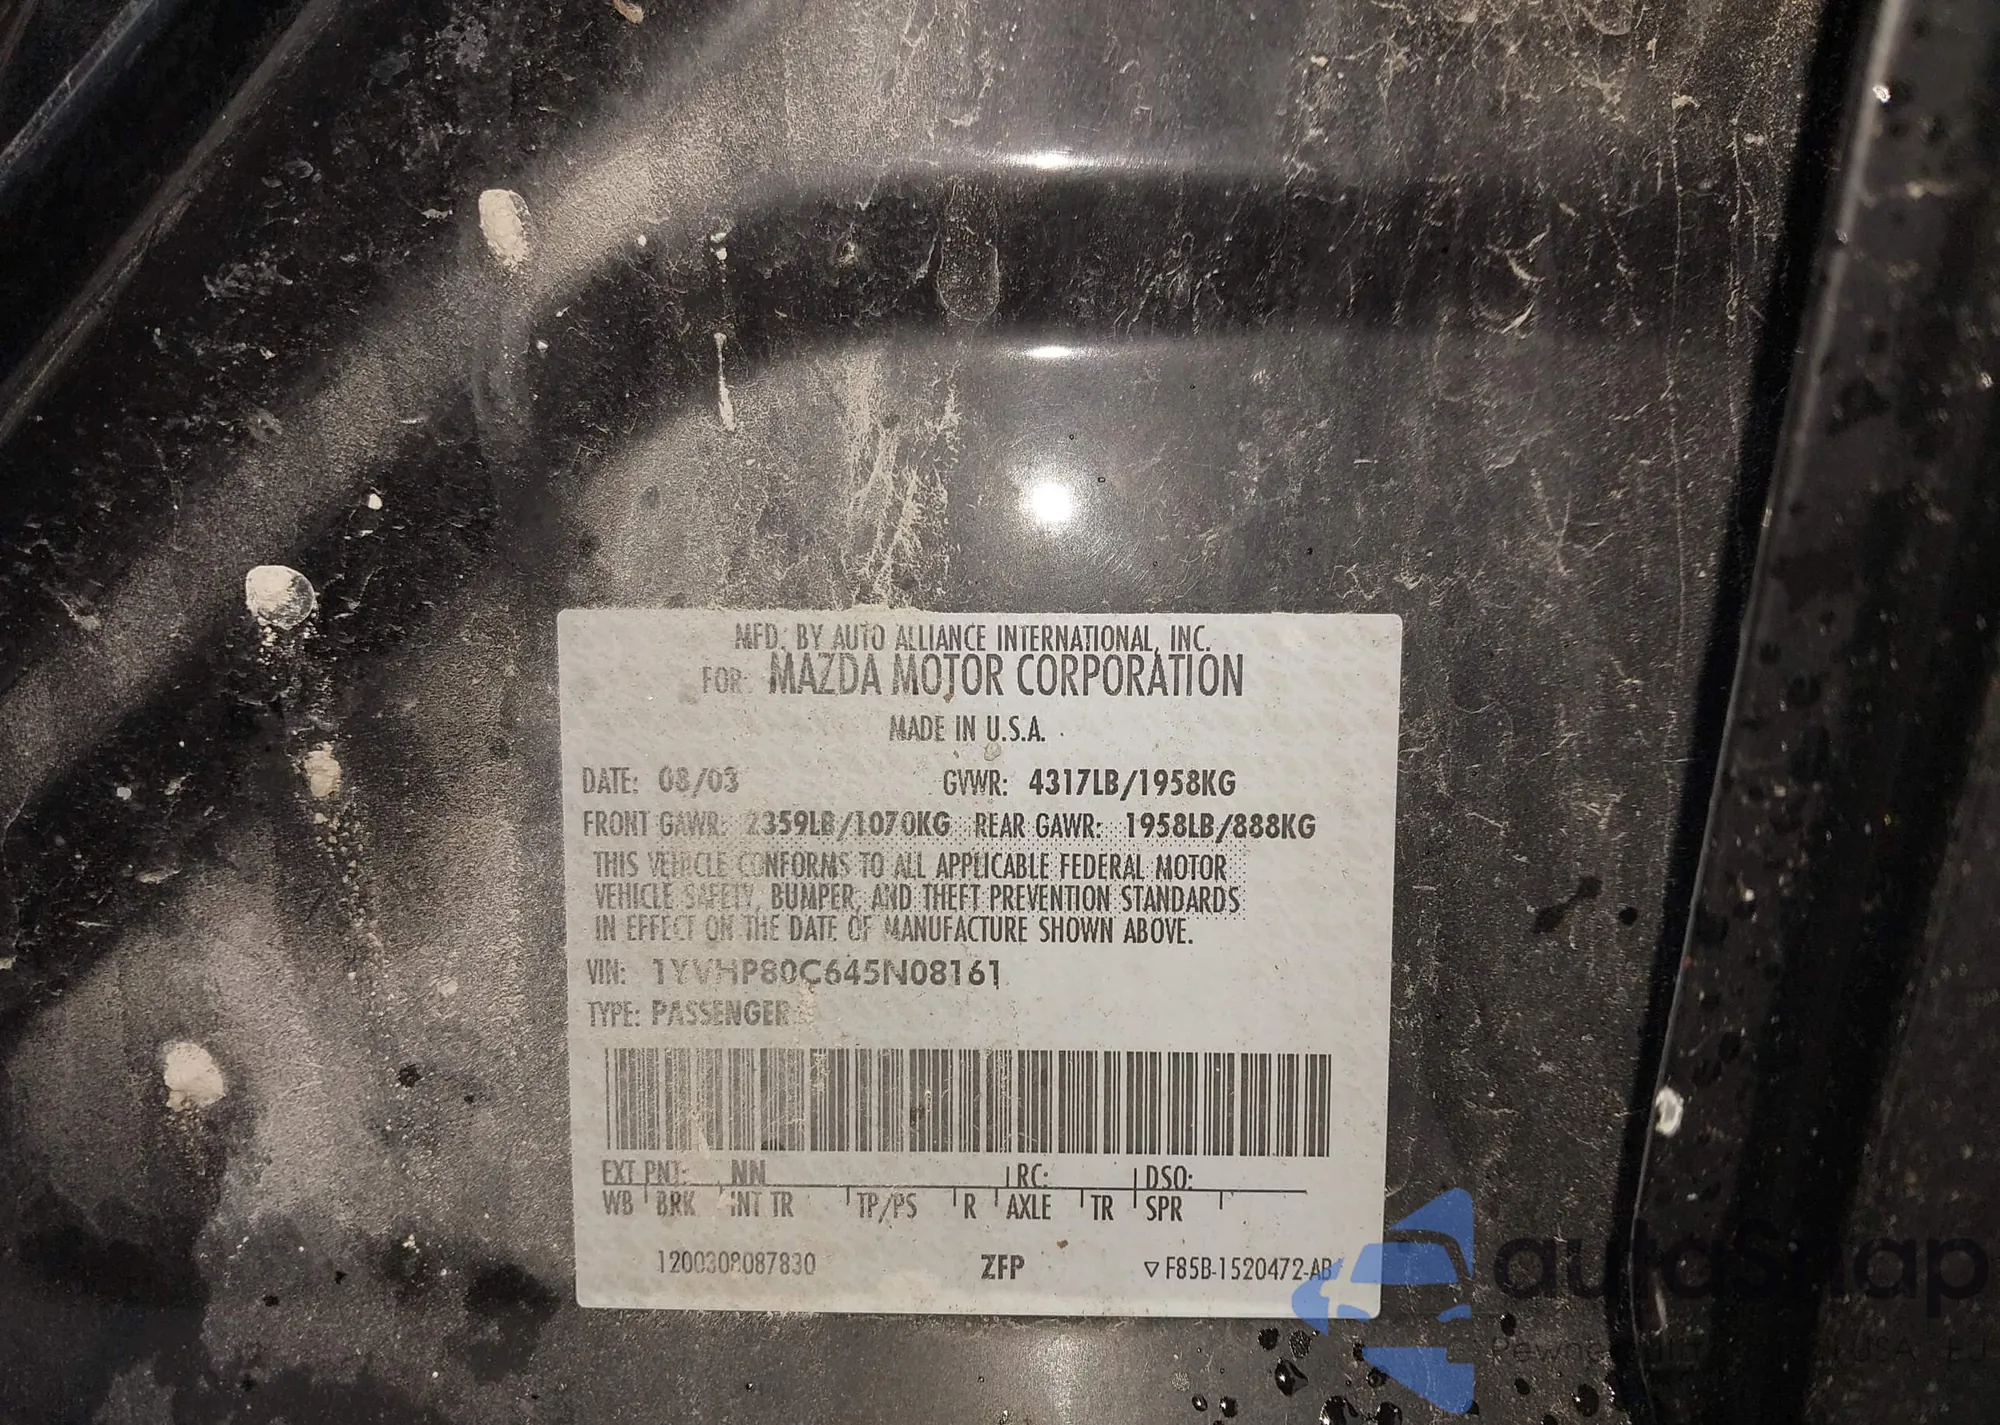 MFD. BY AUTO ALLIANCE INTERNATIONAL, INC.
FOR: MAZDA MOTOR CORPORATION
MADE IN U.S.A.
DATE: 08/03 GVWR: 4317LB/1958KG
FRONT GAWR: 2359LB/1070KG REAR GAWR: 1958LB/888KG
THIS VEHICLE CONFORMS TO ALL APPLICABLE FEDERAL MOTOR
VEHICLE SAFETY, BUMPER, AND THEFT PREVENTION STANDARDS
IN EFFECT ON THE DATE OF MANUFACTURE SHOWN ABOVE.
VIN: 1YVHP80C645N08161
TYPE: PASSENGER
EXT PNT: NN RC: DSO:
WB BRK INT TR TP/PS R AXLE TR SPR
1200308087830 ZFP F85B-1520472-AB
autosnap
USA